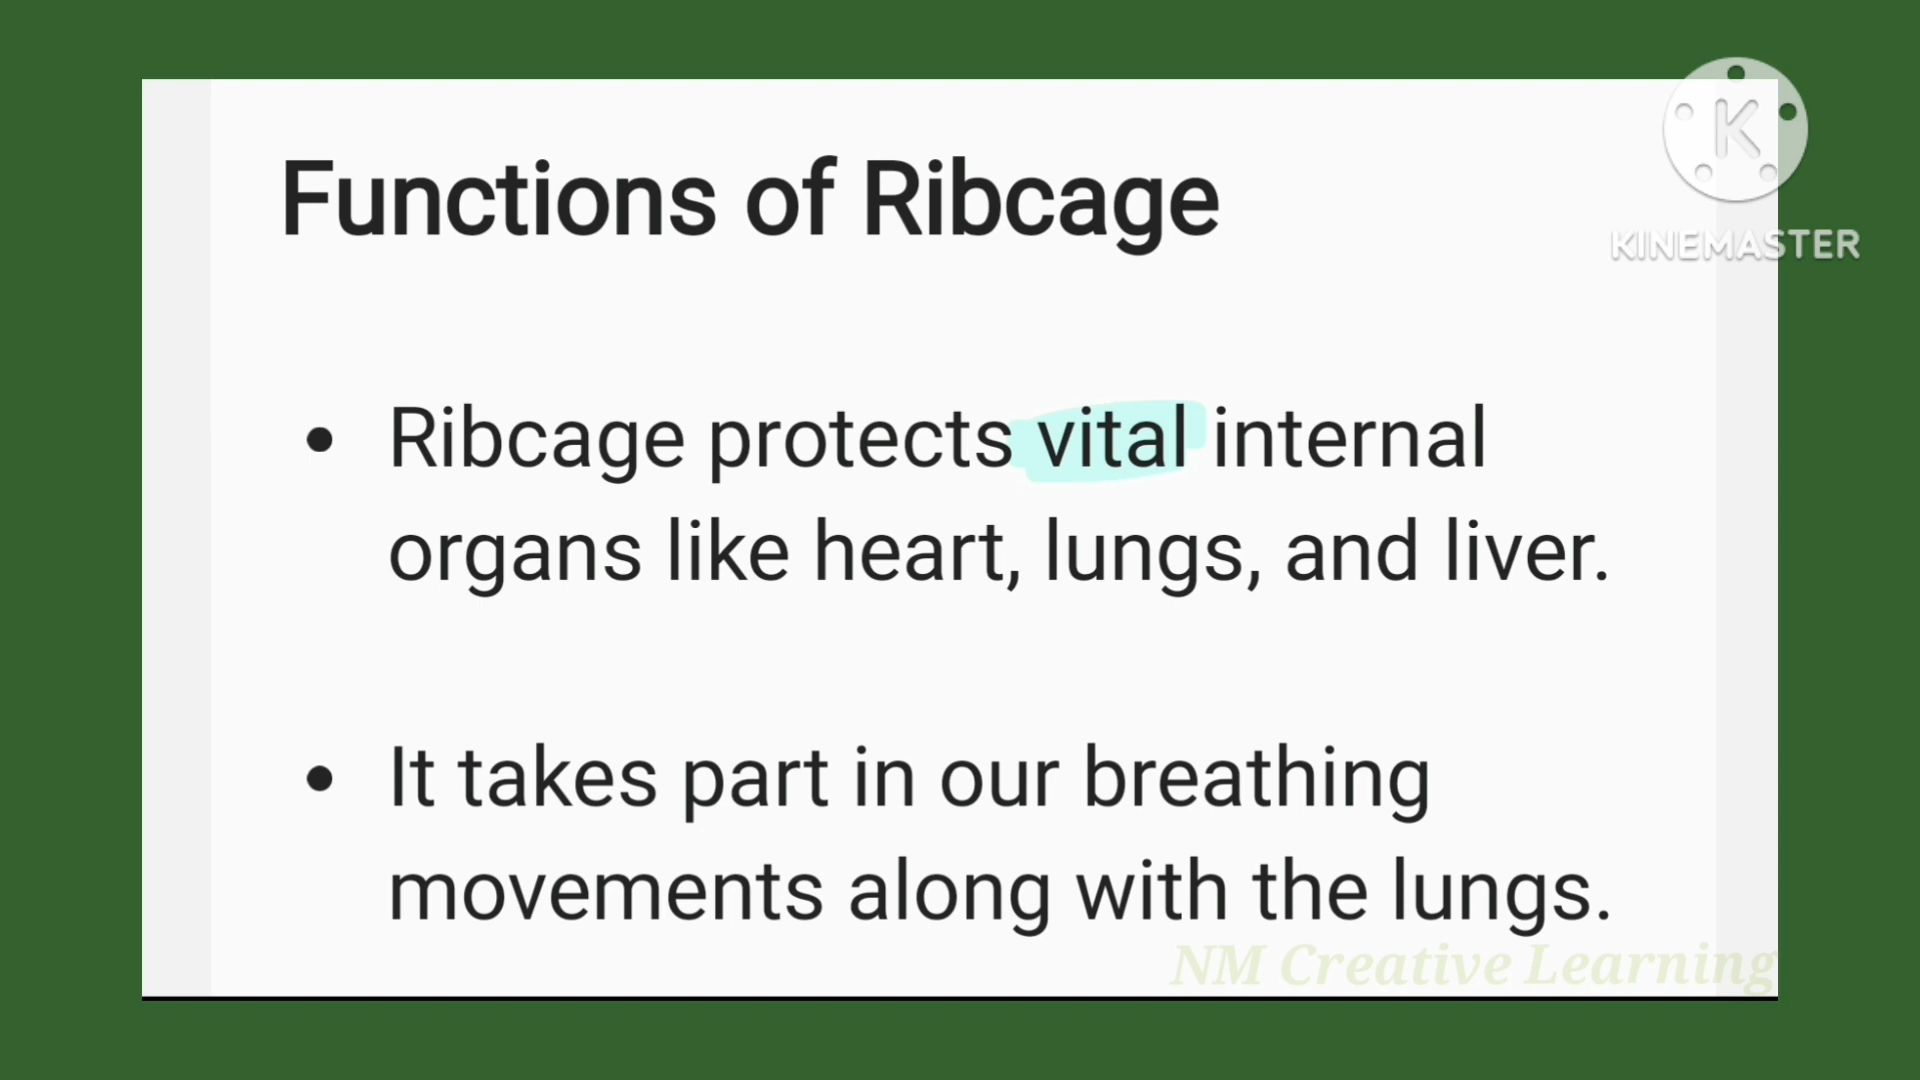 Functions of Ribcage
K
KINEMASTER
• Ribcage protects vital internal
organs like heart, lungs, and liver.
• It takes part in our breathing
movements along with the lungs.
NM Creative Learning